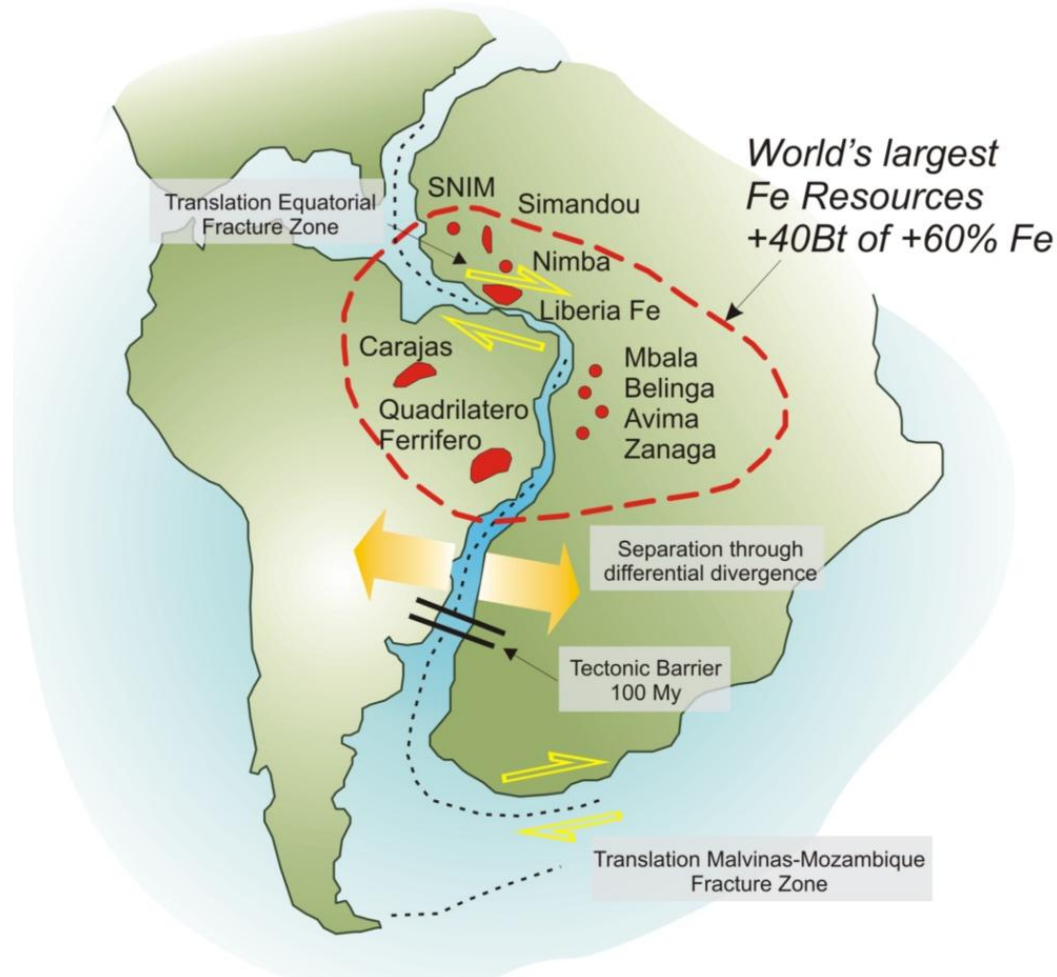 World's largest
Fe Resources
+40Bt of +60% Fe
SNIM
Simandou
Translation Equatorial
Fracture Zone
Nimba
Liberia Fe
Carajas
Mbala
Belinga
Avima
Zanaga
Quadrilatero
Ferrifero
Separation through
differential divergence
Tectonic Barrier
100 My
Translation Malvinas-Mozambique
Fracture Zone